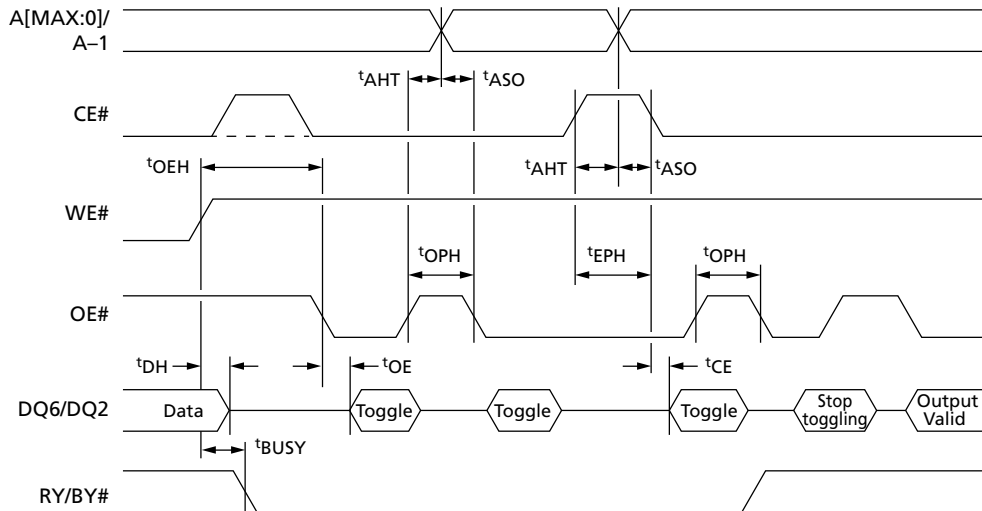 A[MAX:0]/
A–1
tAHT
tASO
CE#
tOEH
tAHT
tASO
WE#
tOPH
tEPH
tOPH
OE#
tDH
tOE
tCE
DQ6/DQ2
Data
Toggle
Toggle
Toggle
Stop
toggling
Output
Valid
tBUSY
RY/BY#